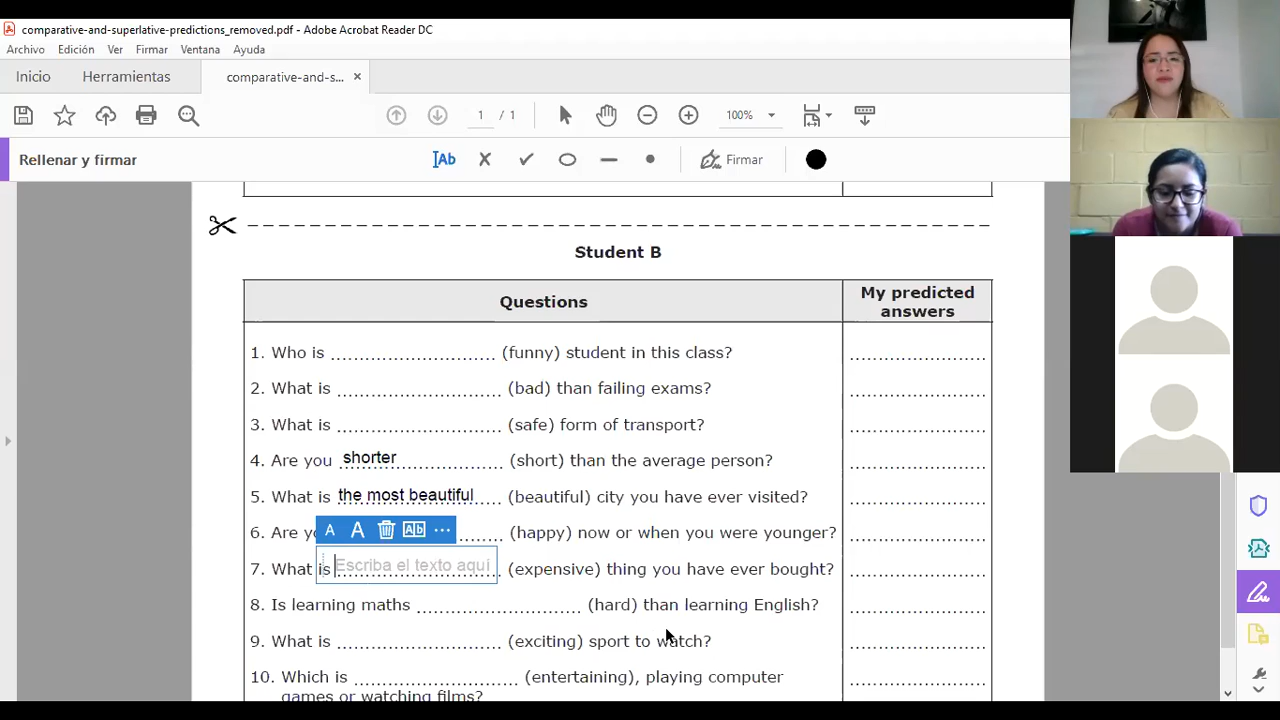 comparative-and-superlative-predictions_removed.pdf - Adobe Acrobat Reader DC
Archivo Edición Ver Firmar Ventana Ayuda
Inicio Herramientas comparative-and-s... ×
1 / 1 100%
Rellenar y firmar Ab Firmar
Student B
Questions My predicted answers
1. Who is ............................ (funny) student in this class? .......................
2. What is ............................ (bad) than failing exams? .......................
3. What is ............................ (safe) form of transport? .......................
4. Are you shorter (short) than the average person? .......................
5. What is the most beautiful (beautiful) city you have ever visited? .......................
A A Ab ...
6. Are yo ........ (happy) now or when you were younger? .......................
7. What is Escriba el texto aquí (expensive) thing you have ever bought? .......................
8. Is learning maths ............................ (hard) than learning English? .......................
9. What is ............................ (exciting) sport to watch? .......................
10. Which is ............................ (entertaining), playing computer .......................
games or watching films?